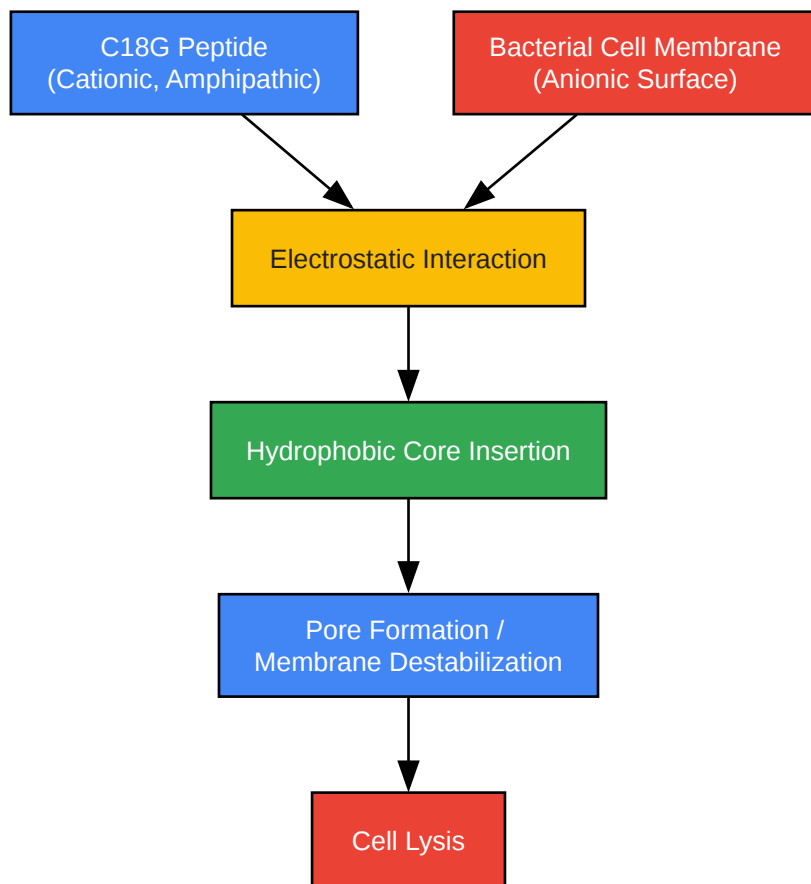 C18G Peptide
(Cationic, Amphipathic)
Bacterial Cell Membrane
(Anionic Surface)
Electrostatic Interaction
Hydrophobic Core Insertion
Pore Formation /
Membrane Destabilization
Cell Lysis